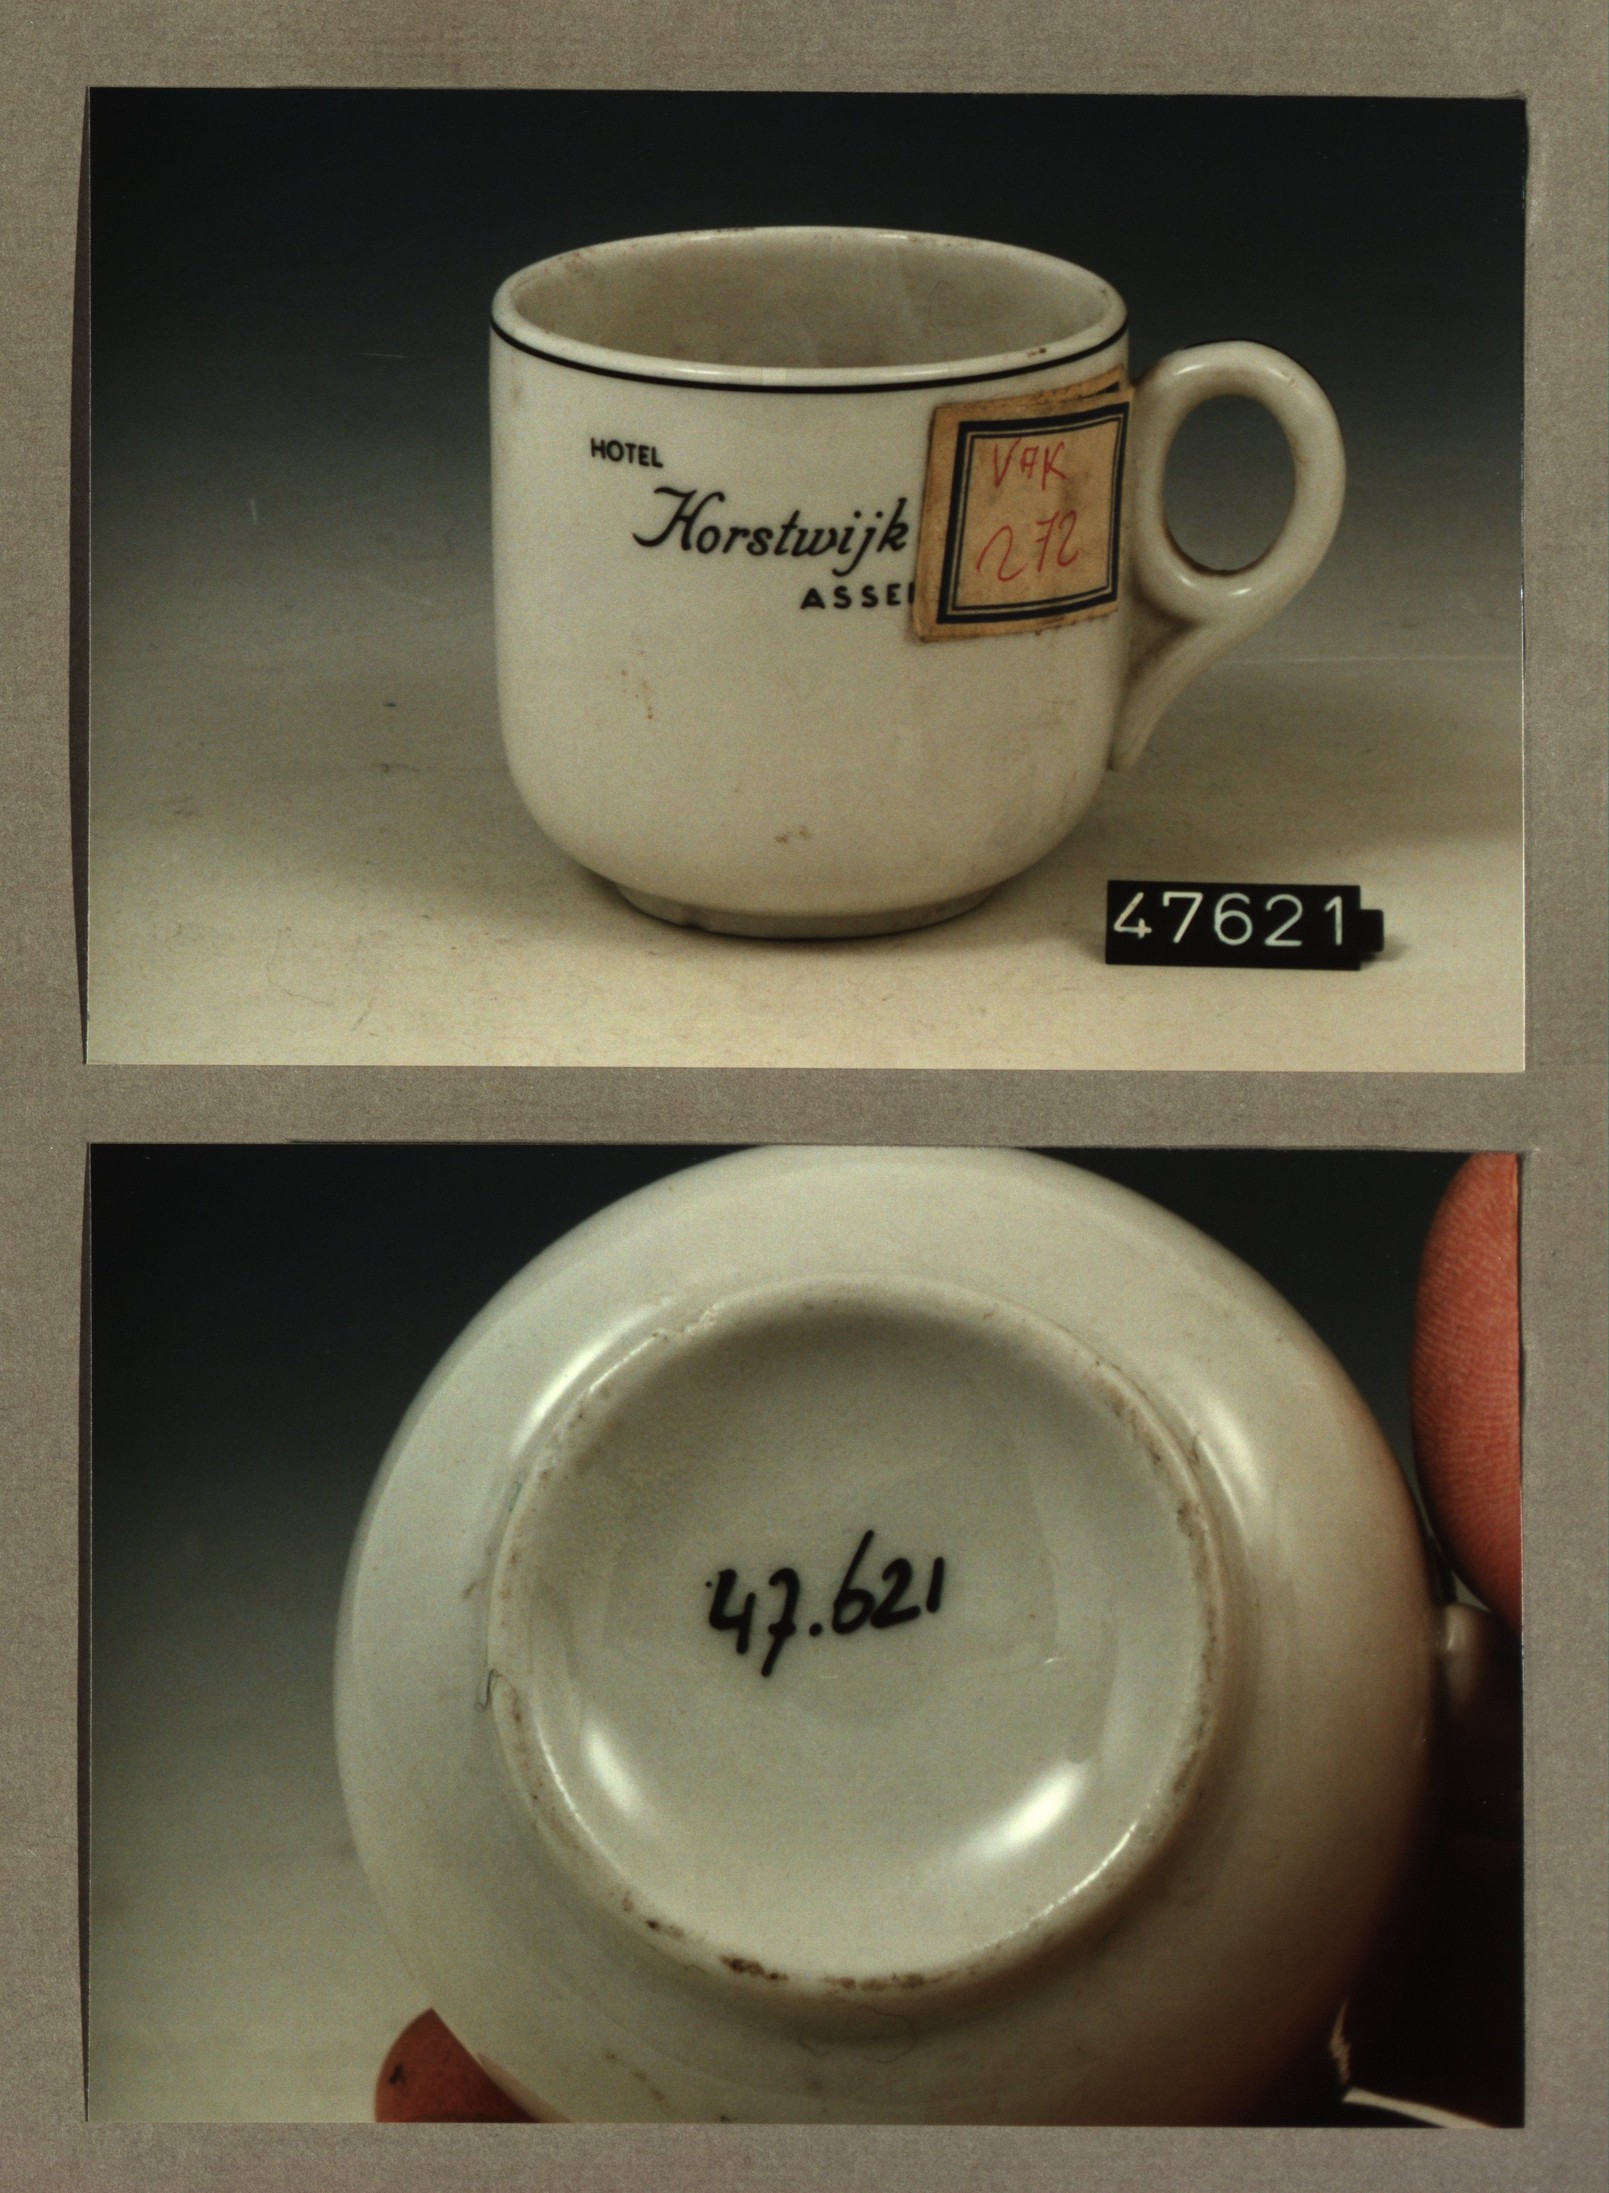 HOTEL
Horstwijk
ASSE
VAK
272
47621
47.621